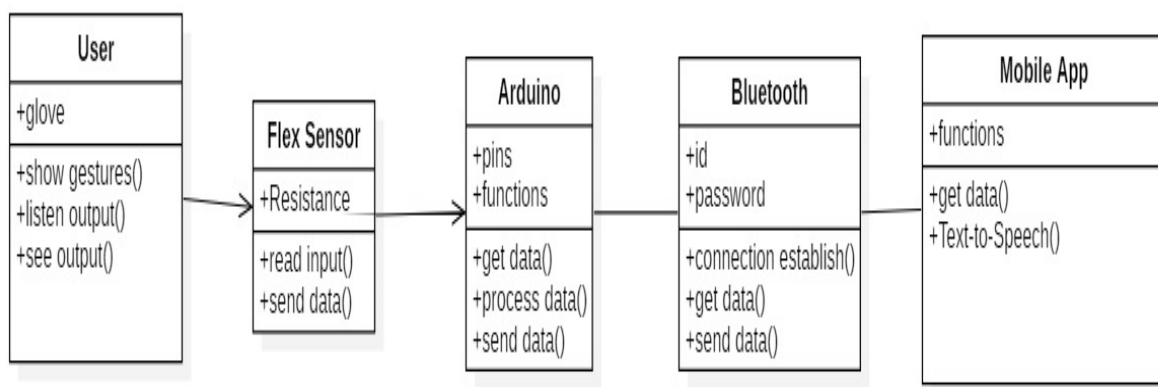 User
+glove
+show gestures()
+listen output()
+see output()
Flex Sensor
+Resistance
+read input()
+send data()
Arduino
+pins
+functions
+get data()
+process data()
+send data()
Bluetooth
+id
+password
+connection establish()
+get data()
+send data()
Mobile App
+functions
+get data()
+Text-to-Speech()